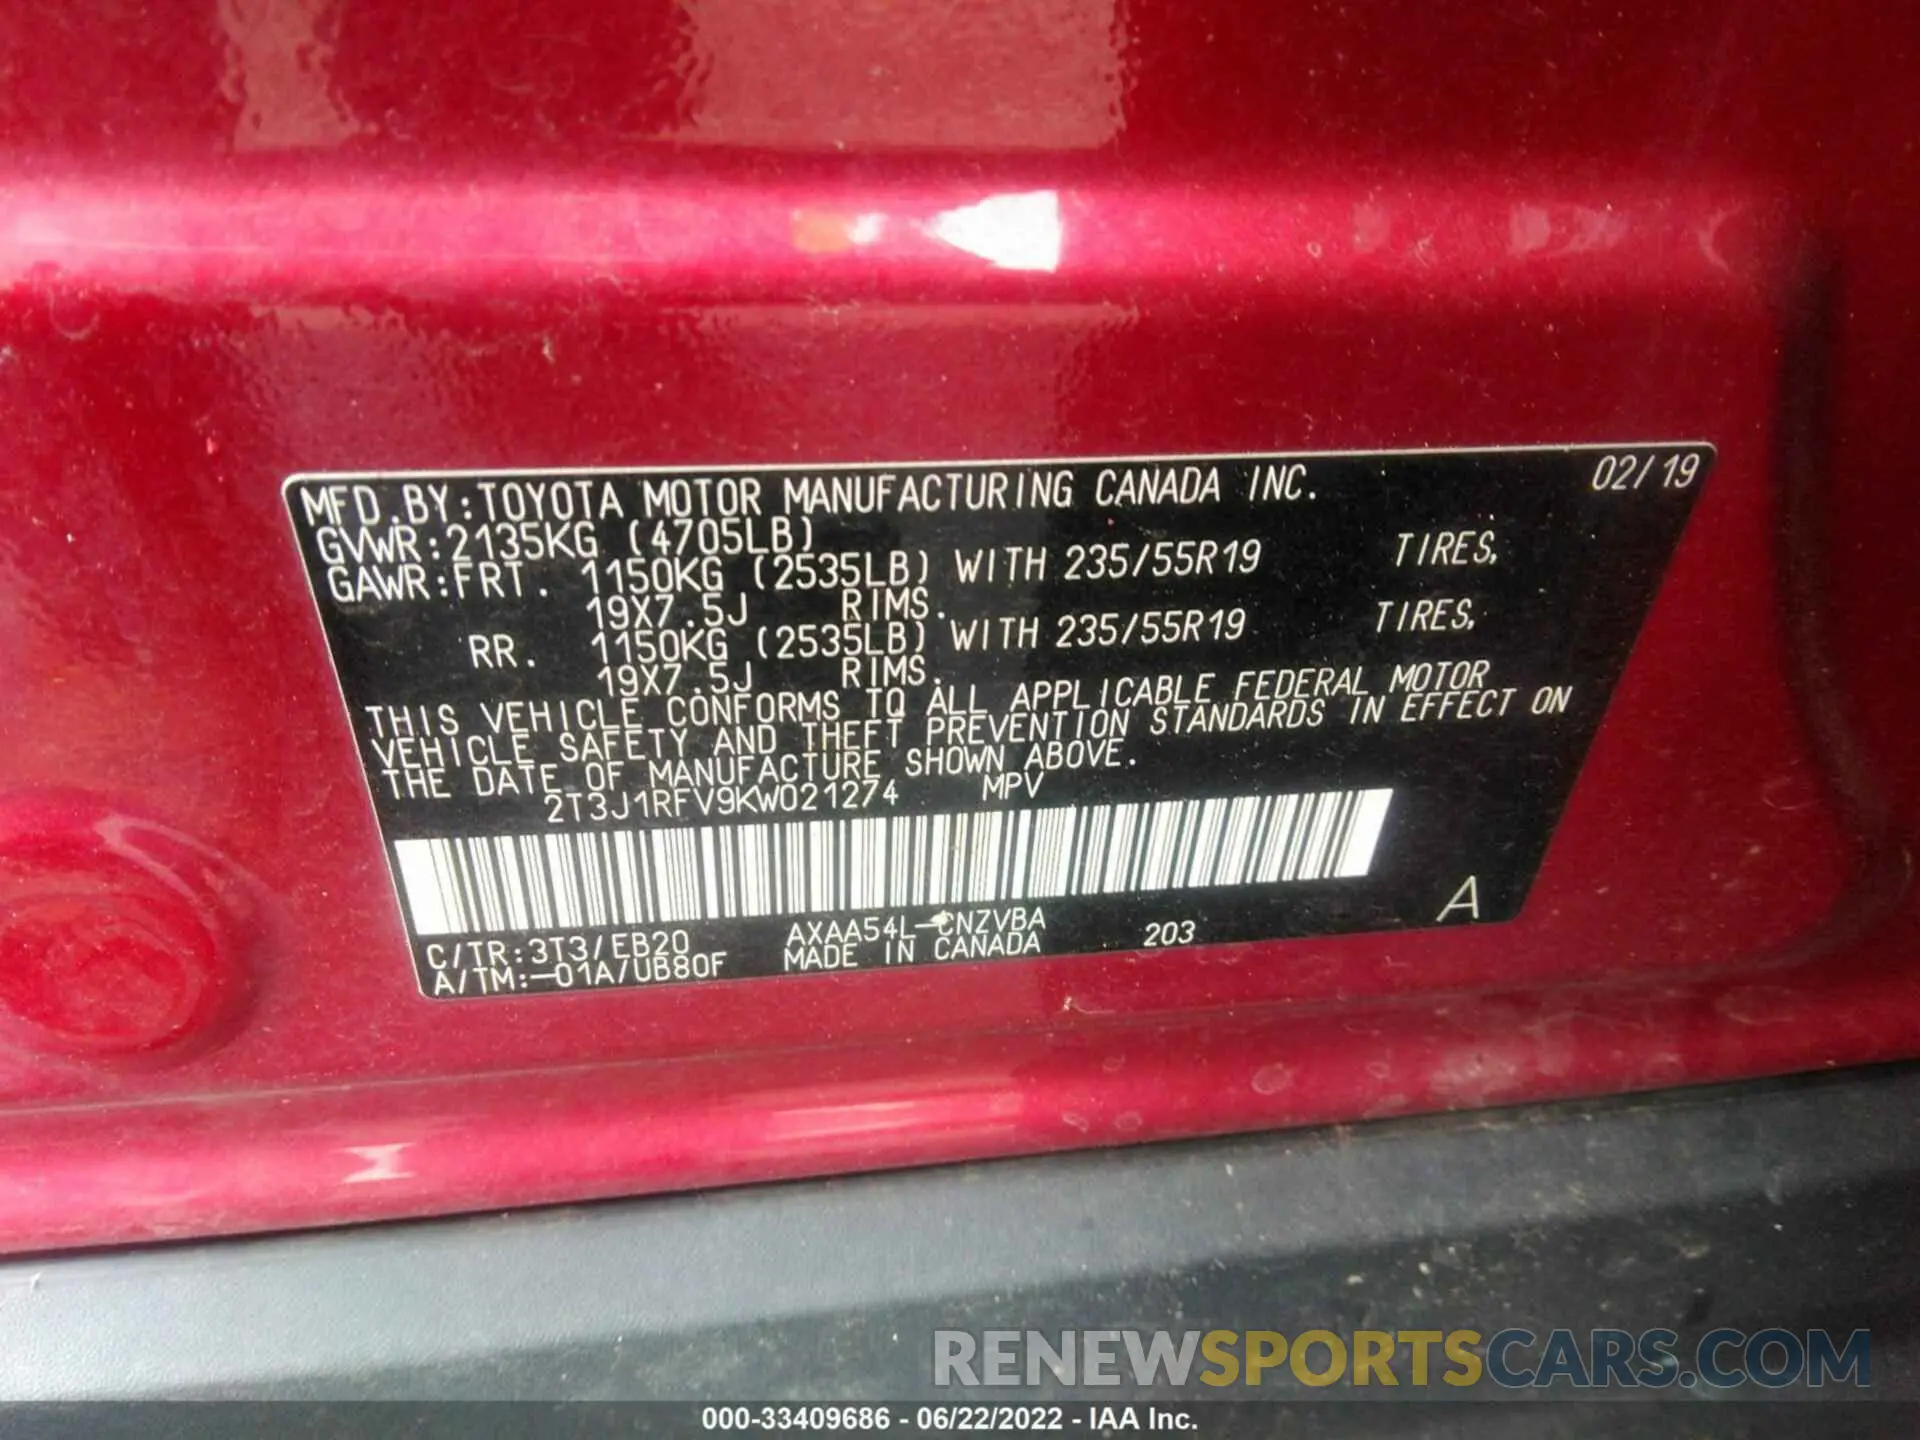 MFD.BY:TOYOTA MOTOR MANUFACTURING CANADA INC. 02/19
GVWR:2135KG (4705LB)
GAWR:FRT. 1150KG (2535LB) WITH 235/55R19 TIRES,
19X7.5J RIMS.
RR. 1150KG (2535LB) WITH 235/55R19 TIRES,
19X7.5J RIMS.
THIS VEHICLE CONFORMS TO ALL APPLICABLE FEDERAL MOTOR
VEHICLE SAFETY AND THEFT PREVENTION STANDARDS IN EFFECT ON
THE DATE OF MANUFACTURE SHOWN ABOVE.
2T3J1RFV9KW021274 MPV
A
C/TR:3T3/EB20 AXAA54L-CNZVBA
A/TM:-01A/UB80F MADE IN CANADA 203
RENEWSPORTSCARS.COM
000-33409686 - 06/22/2022 - IAA Inc.